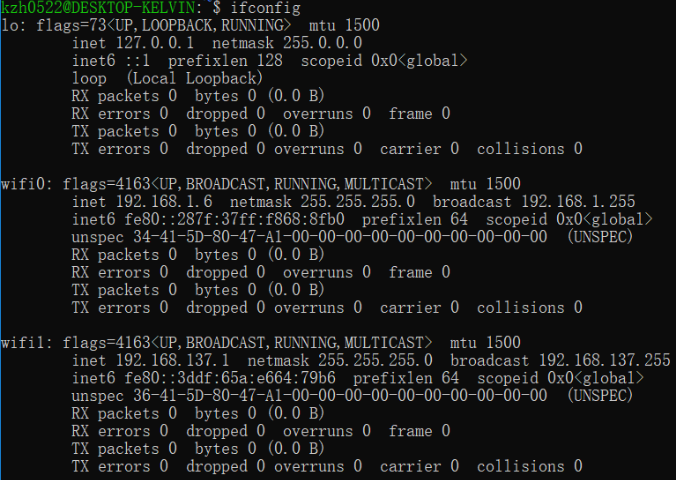 kzh0522@DESKTOP-KELVIN:~$ ifconfig
lo: flags=73<UP,LOOPBACK,RUNNING>  mtu 1500
        inet 127.0.0.1  netmask 255.0.0.0
        inet6 ::1  prefixlen 128  scopeid 0x0<global>
        loop  (Local Loopback)
        RX packets 0  bytes 0 (0.0 B)
        RX errors 0  dropped 0  overruns 0  frame 0
        TX packets 0  bytes 0 (0.0 B)
        TX errors 0  dropped 0 overruns 0  carrier 0  collisions 0

wifi0: flags=4163<UP,BROADCAST,RUNNING,MULTICAST>  mtu 1500
        inet 192.168.1.6  netmask 255.255.255.0  broadcast 192.168.1.255
        inet6 fe80::287f:37ff:f868:8fb0  prefixlen 64  scopeid 0x0<global>
        unspec 34-41-5D-80-47-A1-00-00-00-00-00-00-00-00-00-00  (UNSPEC)
        RX packets 0  bytes 0 (0.0 B)
        RX errors 0  dropped 0  overruns 0  frame 0
        TX packets 0  bytes 0 (0.0 B)
        TX errors 0  dropped 0 overruns 0  carrier 0  collisions 0

wifi1: flags=4163<UP,BROADCAST,RUNNING,MULTICAST>  mtu 1500
        inet 192.168.137.1  netmask 255.255.255.0  broadcast 192.168.137.255
        inet6 fe80::3ddf:65a:e664:79b6  prefixlen 64  scopeid 0x0<global>
        unspec 36-41-5D-80-47-A1-00-00-00-00-00-00-00-00-00-00  (UNSPEC)
        RX packets 0  bytes 0 (0.0 B)
        RX errors 0  dropped 0  overruns 0  frame 0
        TX packets 0  bytes 0 (0.0 B)
        TX errors 0  dropped 0 overruns 0  carrier 0  collisions 0